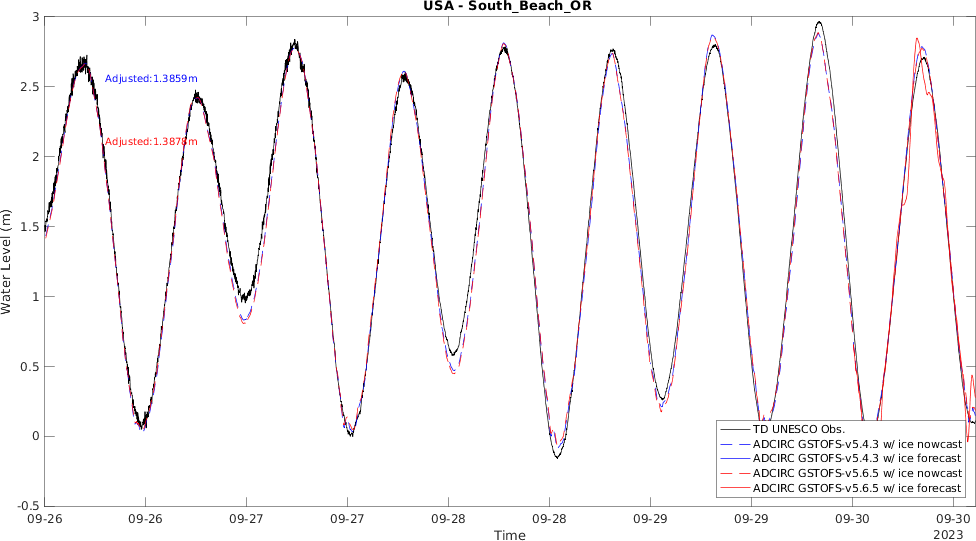 USA - South_Beach_OR
3
2.5
2
1.5
1
0.5
0
-0.5
Water Level (m)
Adjusted:1.3859m
Adjusted:1.3878m
TD UNESCO Obs.
ADCIRC GSTOFS-v5.4.3 w/ ice nowcast
ADCIRC GSTOFS-v5.4.3 w/ ice forecast
ADCIRC GSTOFS-v5.6.5 w/ ice nowcast
ADCIRC GSTOFS-v5.6.5 w/ ice forecast
09-26 09-26 09-27 09-27 09-28 09-28 09-29 09-29 09-30 09-30
Time 2023